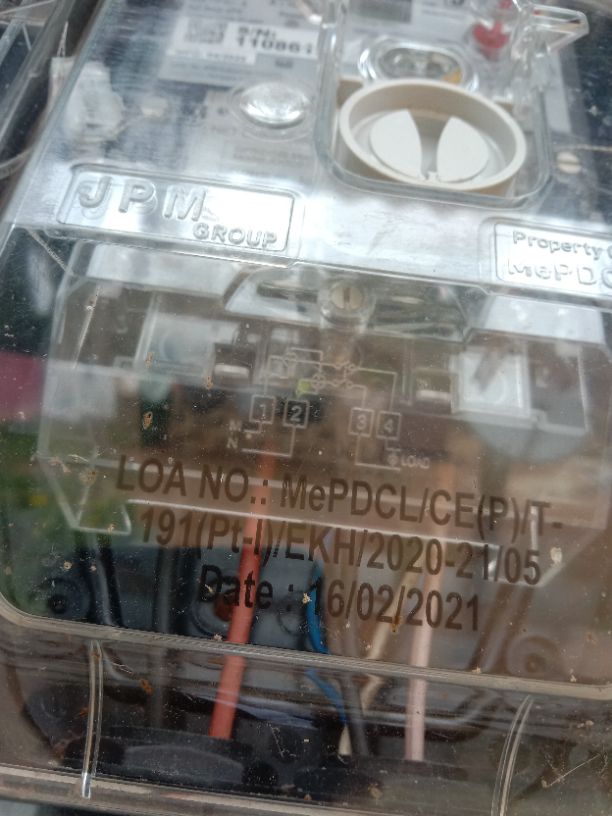 S/N:
JPM
GROUP
Property
MePDC
1 2 3 4
M
N
LOAD
LOA NO.: MePDCL/CE(P)/T-
191(Pt-I)/EKH/2020-21/05
Date : 16/02/2021